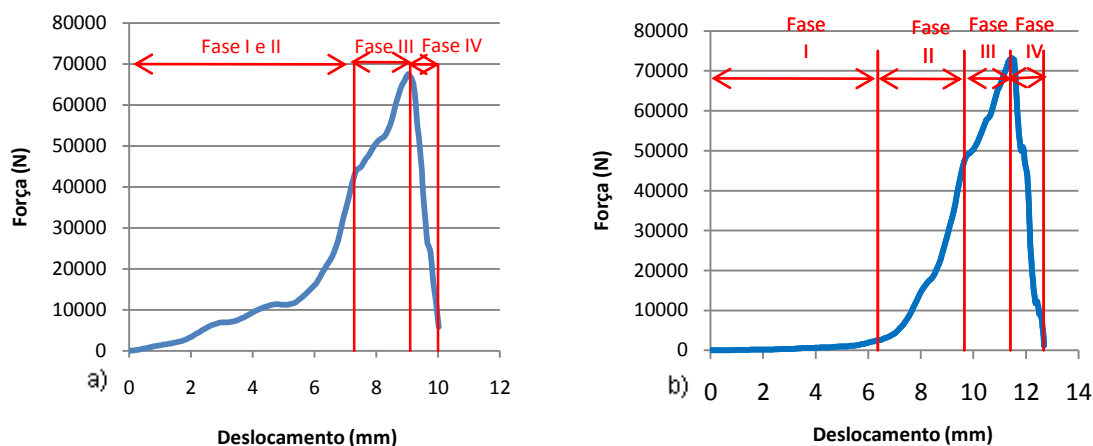 80000
70000
60000
50000
40000
30000
20000
10000
0
Força (N)
Fase I e II
Fase III
Fase IV
0 2 4 6 8 10 12
a)
Deslocamento (mm)
80000
70000
60000
50000
40000
30000
20000
10000
0
Força (N)
Fase
I
Fase
II
Fase
III
Fase
IV
0 2 4 6 8 10 12 14
b)
Deslocamento (mm)